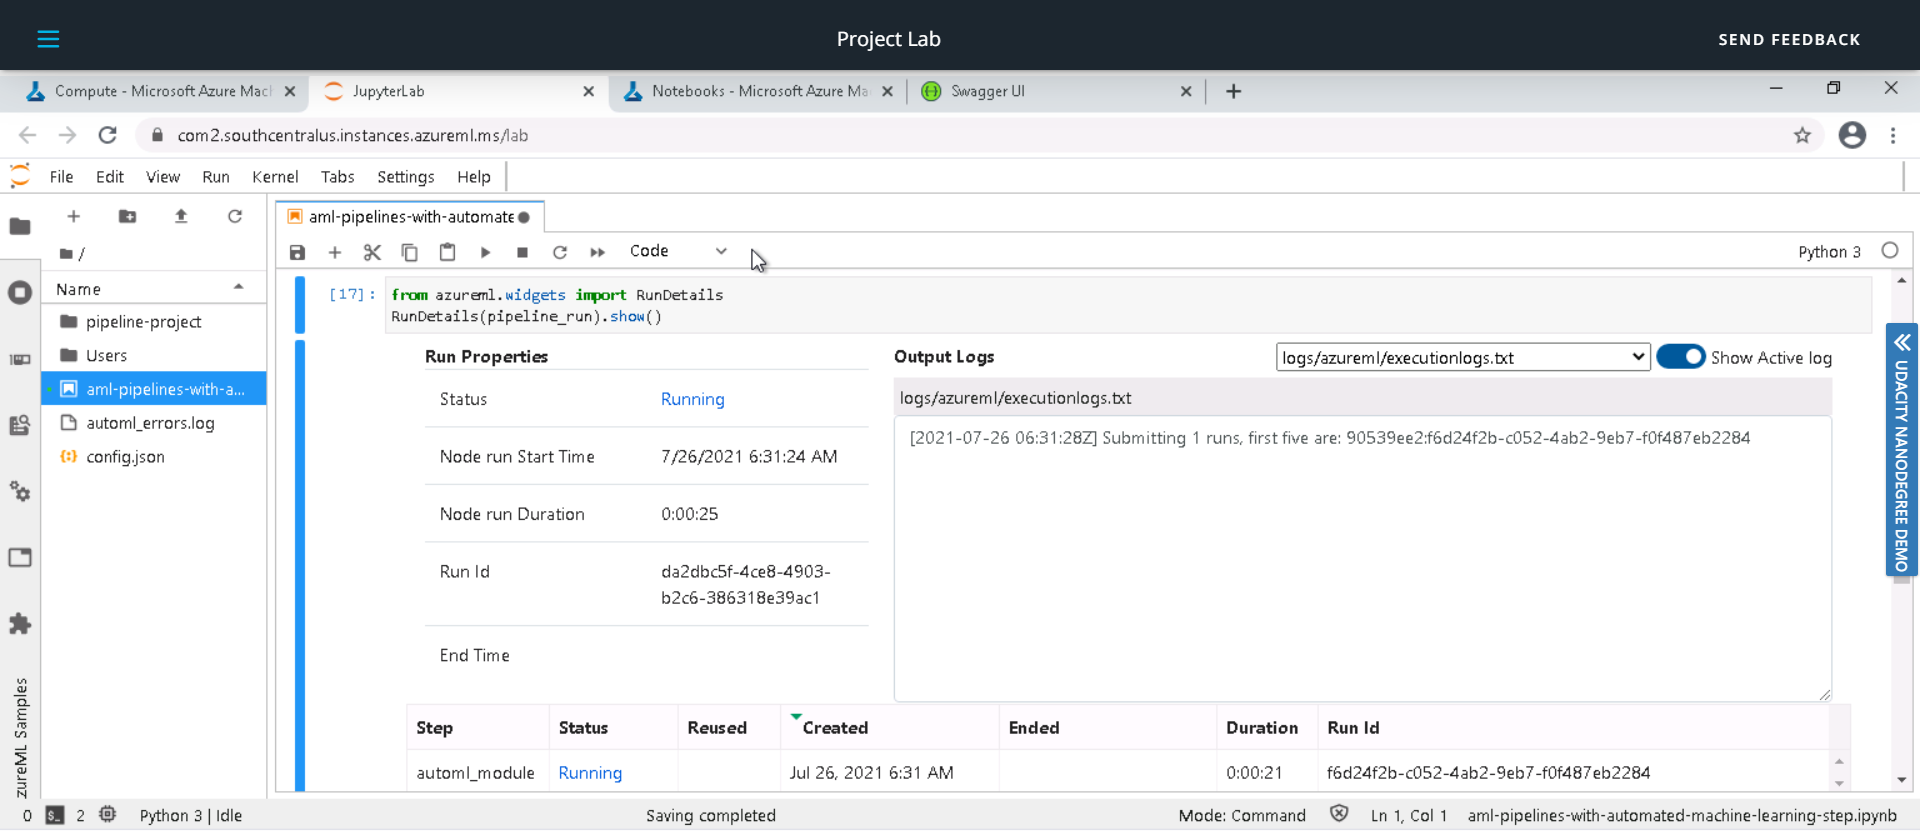 Project Lab
SEND FEEDBACK
Compute - Microsoft Azure Macl
JupyterLab
Notebooks - Microsoft Azure Ma
Swagger UI
com2.southcentralus.instances.azureml.ms/lab
File Edit View Run Kernel Tabs Settings Help
aml-pipelines-with-automate
/
Code
Python 3
Name
pipeline-project
Users
aml-pipelines-with-a...
automl_errors.log
config.json
zureML Samples
[17]: from azureml.widgets import RunDetails
RunDetails(pipeline_run).show()
Run Properties
Status Running
Node run Start Time 7/26/2021 6:31:24 AM
Node run Duration 0:00:25
Run Id da2dbc5f-4ce8-4903-
b2c6-386318e39ac1
End Time
Output Logs
logs/azureml/executionlogs.txt
Show Active log
logs/azureml/executionlogs.txt
[2021-07-26 06:31:28Z] Submitting 1 runs, first five are: 90539ee2:f6d24f2b-c052-4ab2-9eb7-f0f487eb2284
Step Status Reused Created Ended Duration Run Id
automl_module Running Jul 26, 2021 6:31 AM 0:00:21 f6d24f2b-c052-4ab2-9eb7-f0f487eb2284
UDACITY NANODEGREE DEMO
0 $_ 2 Python 3 | Idle
Saving completed
Mode: Command
Ln 1, Col 1
aml-pipelines-with-automated-machine-learning-step.ipynb